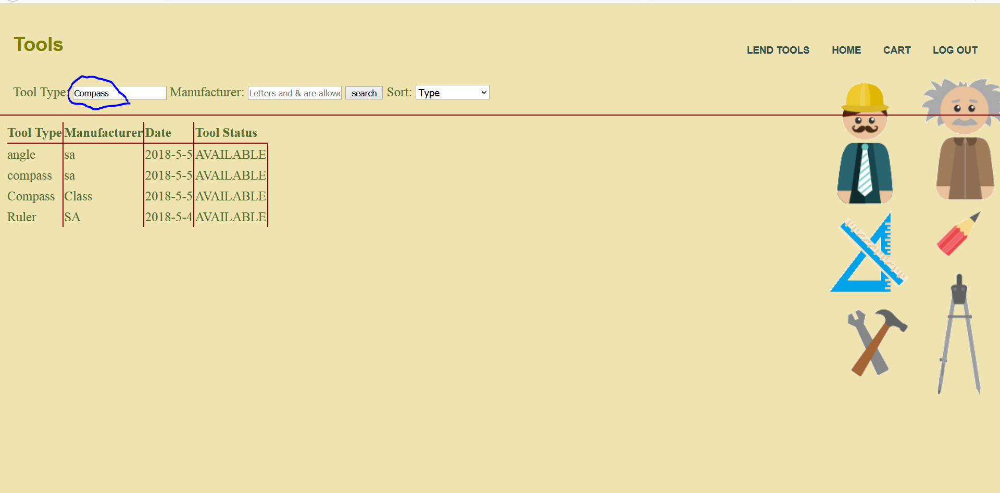 Tools
LEND TOOLS HOME CART LOG OUT
Tool Type: Compass Manufacturer: Letters and & are allowe search Sort: Type
Tool Type Manufacturer Date Tool Status
angle sa 2018-5-5 AVAILABLE
compass sa 2018-5-5 AVAILABLE
Compass Class 2018-5-5 AVAILABLE
Ruler SA 2018-5-4 AVAILABLE